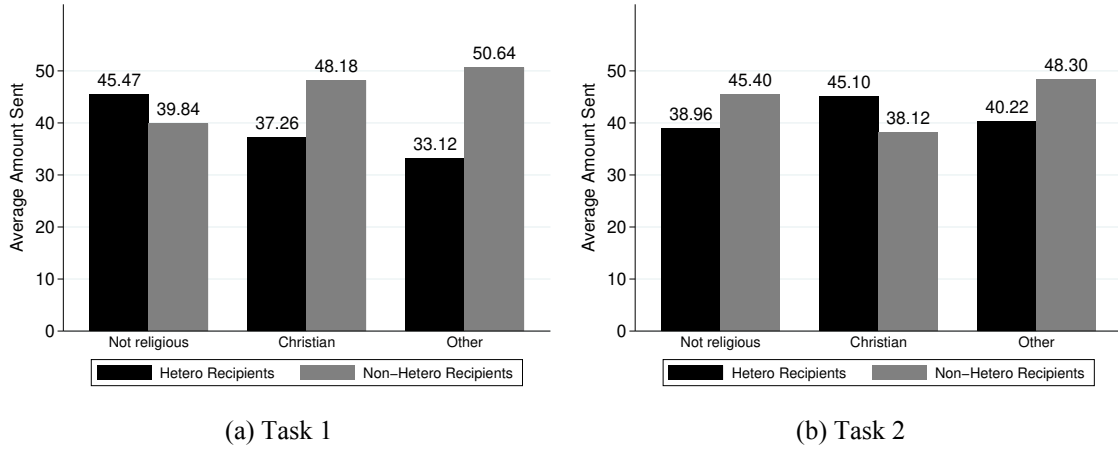 Average Amount Sent
50
40
30
20
10
0
45.47
39.84
37.26
48.18
33.12
50.64
Not religious
Christian
Other
Hetero Recipients
Non−Hetero Recipients
(a) Task 1
Average Amount Sent
50
40
30
20
10
0
38.96
45.40
45.10
38.12
40.22
48.30
Not religious
Christian
Other
Hetero Recipients
Non−Hetero Recipients
(b) Task 2